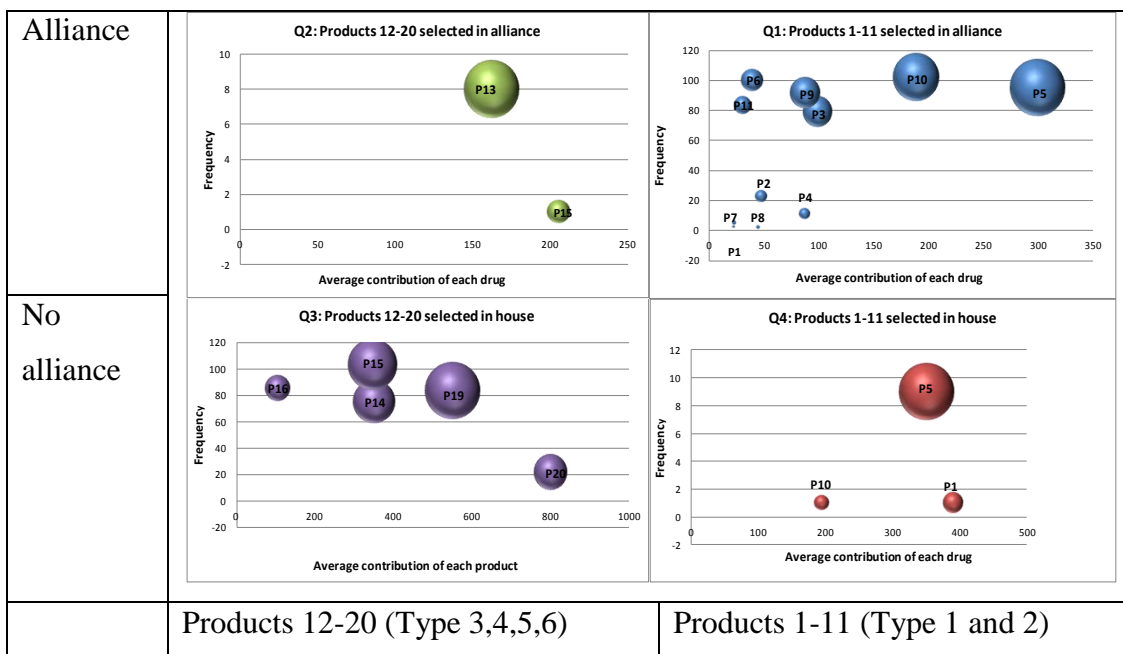 Alliance
Q2: Products 12-20 selected in alliance
10
8
6
4
2
0
-2
Frequency
P13
P15
0 50 100 150 200 250
Average contribution of each drug
Q1: Products 1-11 selected in alliance
120
100
80
60
40
20
0
-20
Frequency
P6
P11
P9
P3
P10
P5
P2
P4
P7
P8
P1
0 50 100 150 200 250 300 350
Average contribution of each drug
No
alliance
Q3: Products 12-20 selected in house
120
100
80
60
40
20
0
-20
Frequency
P16
P15
P14
P19
P20
0 200 400 600 800 1000
Average contribution of each product
Q4: Products 1-11 selected in house
12
10
8
6
4
2
0
-2
Frequency
P5
P10
P1
0 100 200 300 400 500
Average contribution of each drug
Products 12-20 (Type 3,4,5,6)
Products 1-11 (Type 1 and 2)